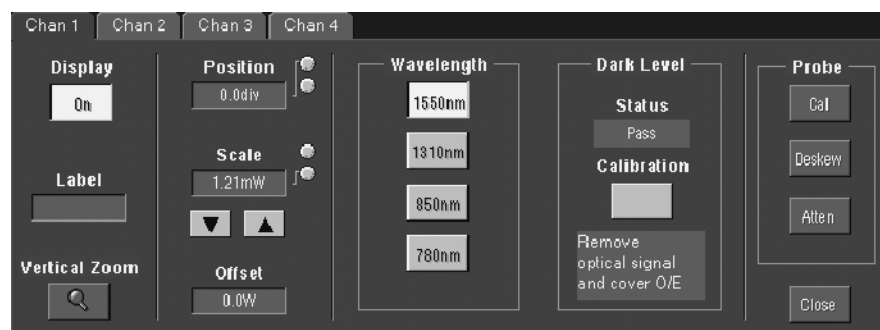 Chan 1
Chan 2
Chan 3
Chan 4
Display
On
Label
Vertical Zoom
Position
0.0div
Scale
1.21mW
Offset
0.0W
Wavelength
1550nm
1310nm
850nm
780nm
Dark Level
Status
Pass
Calibration
Remove
optical signal
and cover O/E
Probe
Cal
Deskew
Atten
Close